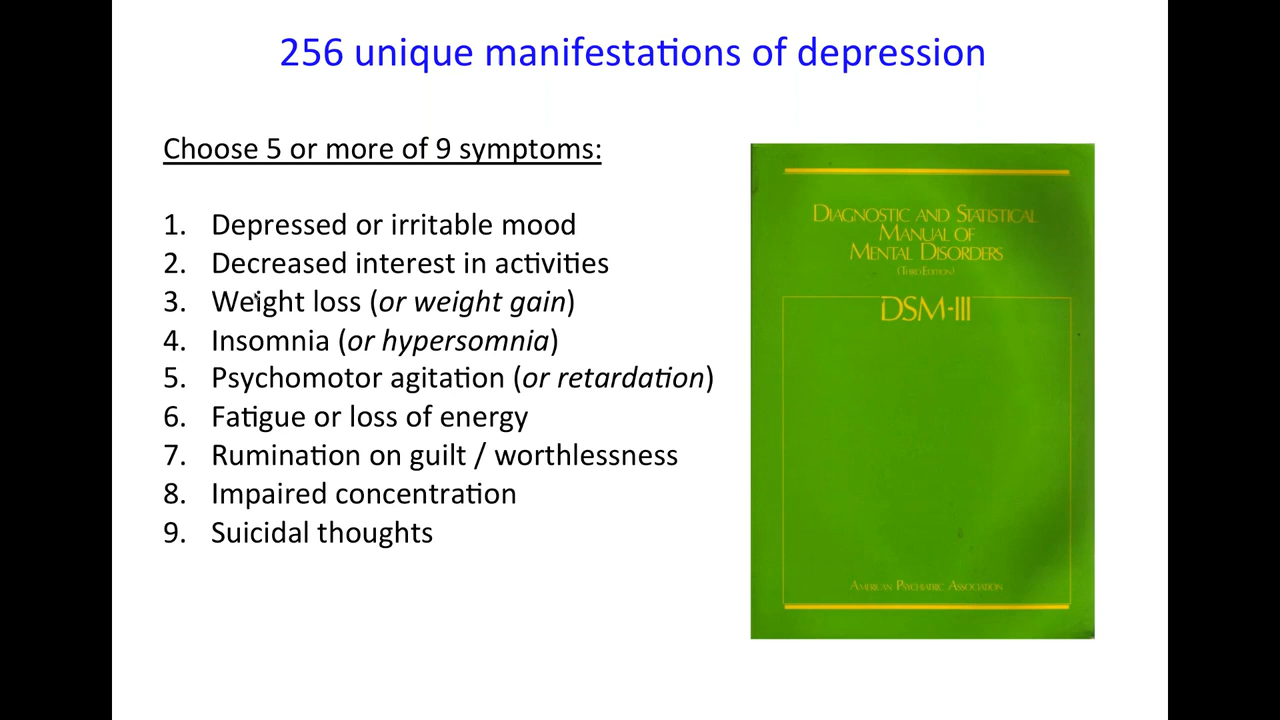 256 unique manifestations of depression
Choose 5 or more of 9 symptoms:
1. Depressed or irritable mood
2. Decreased interest in activities
3. Weight loss (or weight gain)
4. Insomnia (or hypersomnia)
5. Psychomotor agitation (or retardation)
6. Fatigue or loss of energy
7. Rumination on guilt / worthlessness
8. Impaired concentration
9. Suicidal thoughts
DIAGNOSTIC AND STATISTICAL
MANUAL OF
MENTAL DISORDERS
(THIRD EDITION)
DSM-III
AMERICAN PSYCHIATRIC ASSOCIATION